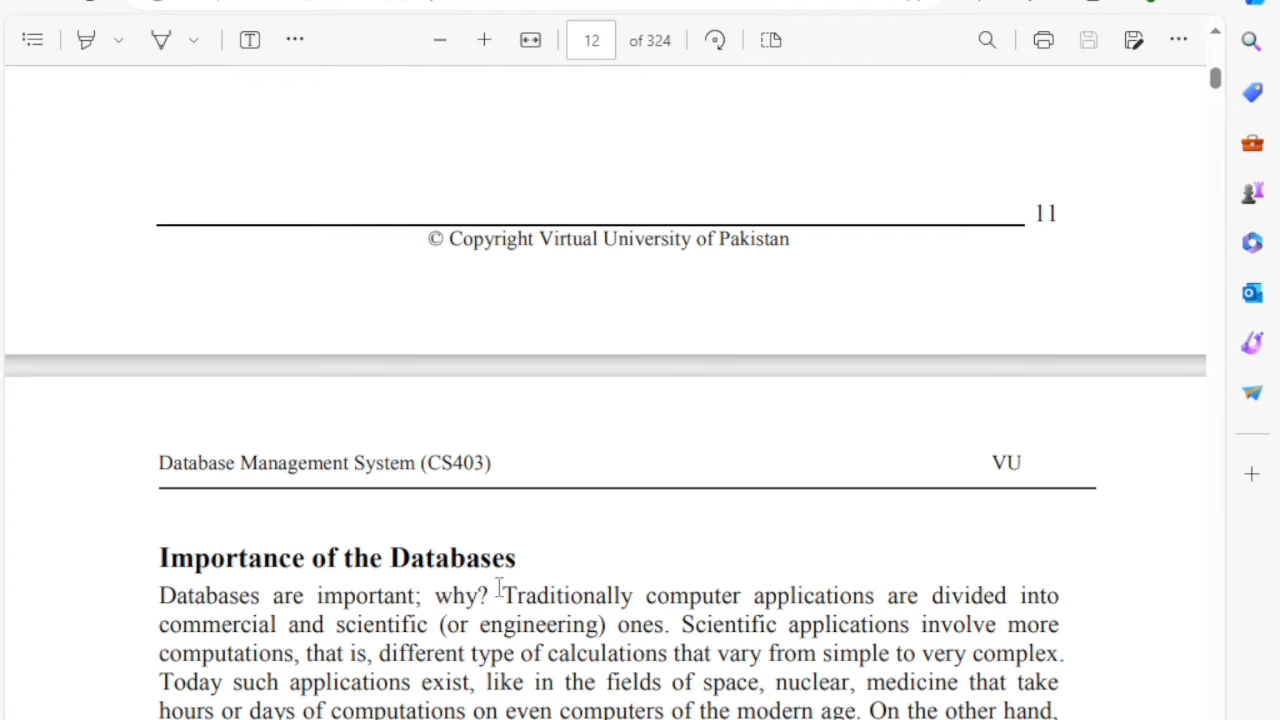 12 of 324
11
© Copyright Virtual University of Pakistan
Database Management System (CS403) VU
Importance of the Databases
Databases are important; why? Traditionally computer applications are divided into
commercial and scientific (or engineering) ones. Scientific applications involve more
computations, that is, different type of calculations that vary from simple to very complex.
Today such applications exist, like in the fields of space, nuclear, medicine that take
hours or days of computations on even computers of the modern age. On the other hand,